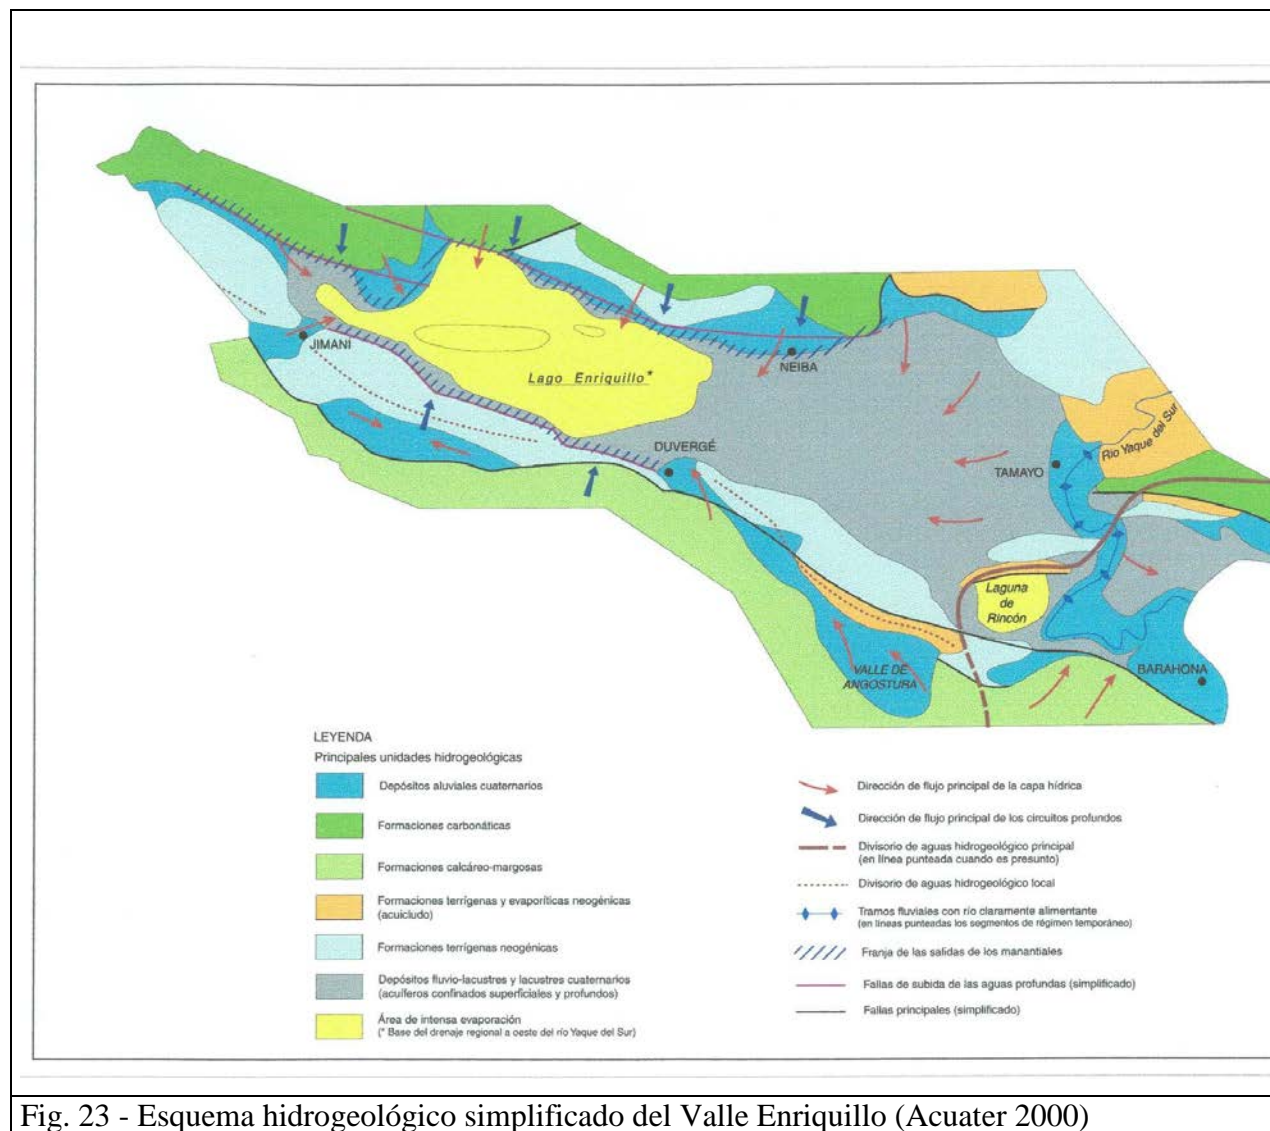 JIMANÍ
Lago Enriquillo*
NEIBA
DUVERGÉ
TAMAYO
Río Yaque del Sur
Laguna
de
Rincón
VALLE DE
ANGOSTURA
BARAHONA
LEYENDA
Principales unidades hidrogeológicas
Depósitos aluviales cuaternarios
Formaciones carbonáticas
Formaciones calcáreo-margosas
Formaciones terrígenas y evaporíticas neogénicas
(acuicludo)
Formaciones terrígenas neogénicas
Depósitos fluvio-lacustres y lacustres cuaternarios
(acuíferos confinados superficiales y profundos)
Área de intensa evaporación
(* Base del drenaje regional a oeste del río Yaque del Sur)
Dirección de flujo principal de la capa hídrica
Dirección de flujo principal de los circuitos profundos
Divisorio de aguas hidrogeológico principal
(en línea punteada cuando es presunto)
Divisorio de aguas hidrogeológico local
Tramos fluviales con río claramente alimentante
(en líneas punteadas los segmentos de régimen temporáneo)
Franja de las salidas de los manantiales
Fallas de subida de las aguas profundas (simplificado)
Fallas principales (simplificado)
Fig. 23 - Esquema hidrogeológico simplificado del Valle Enriquillo (Acuater 2000)